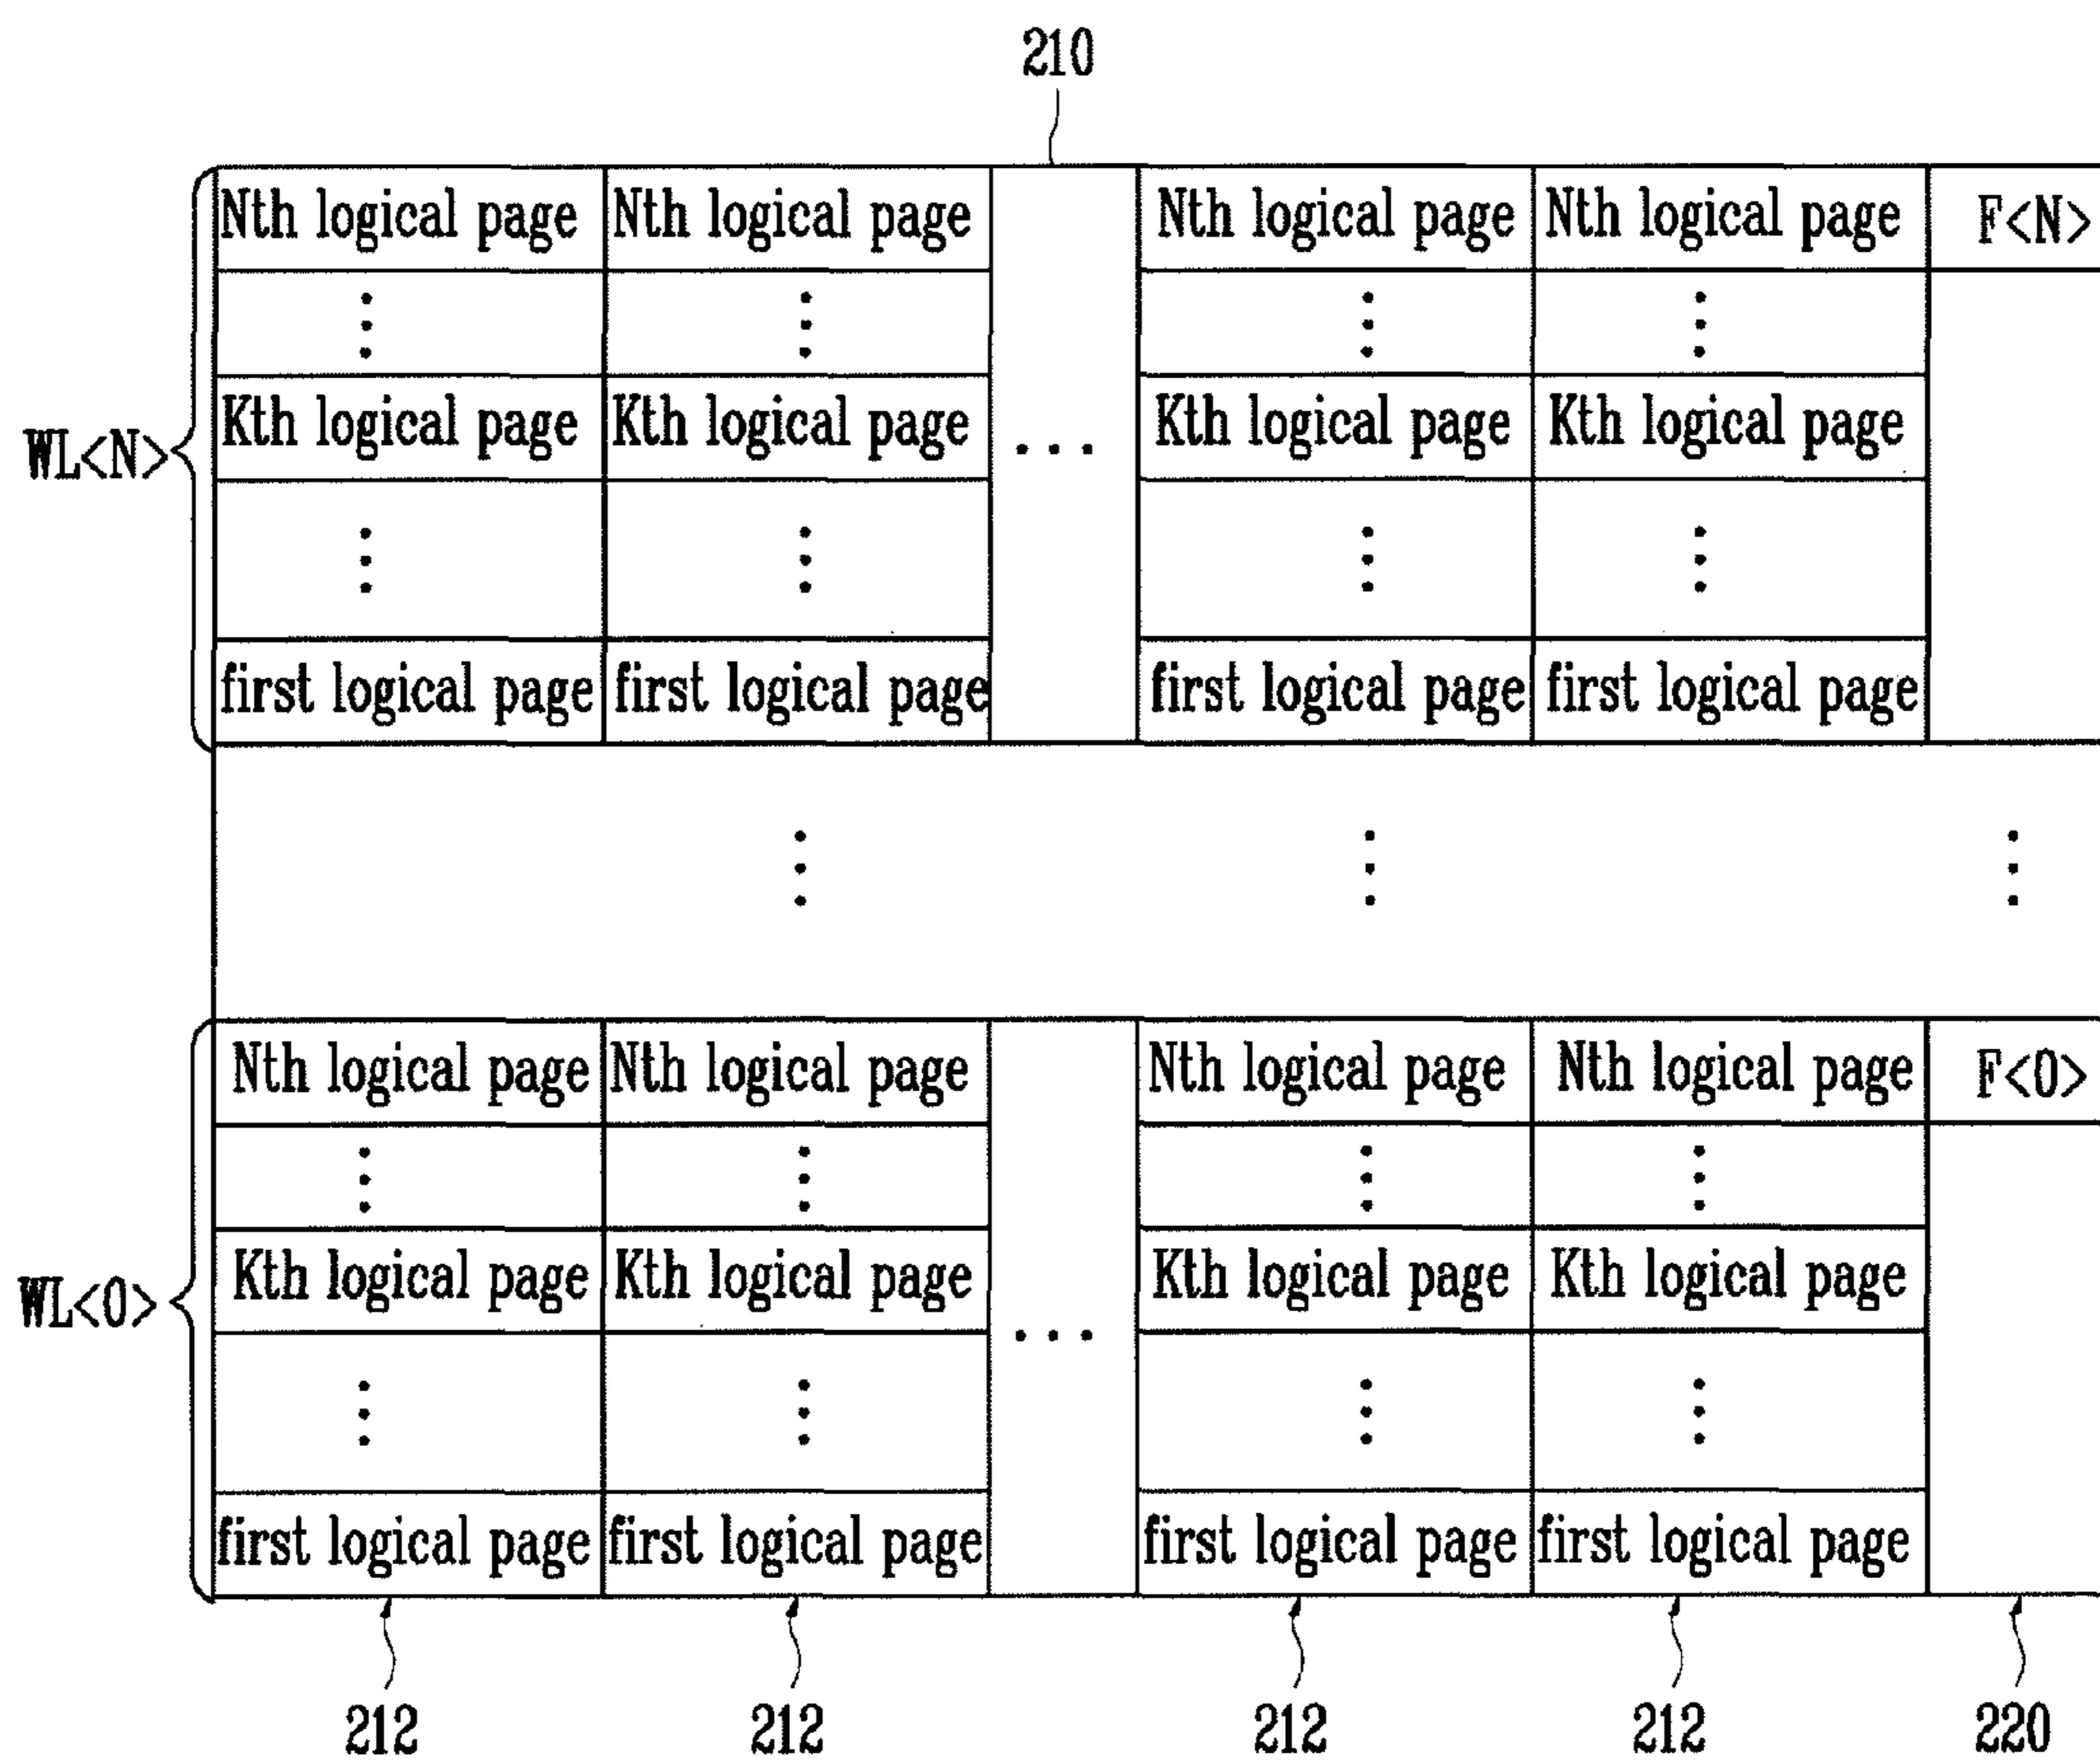 210
Nth logical page Nth logical page Nth logical page Nth logical page F<N>
WL<N>
Kth logical page Kth logical page ... Kth logical page Kth logical page
first logical page first logical page first logical page first logical page
Nth logical page Nth logical page Nth logical page Nth logical page F<0>
WL<0>
Kth logical page Kth logical page ... Kth logical page Kth logical page
first logical page first logical page first logical page first logical page
212 212 212 212 220